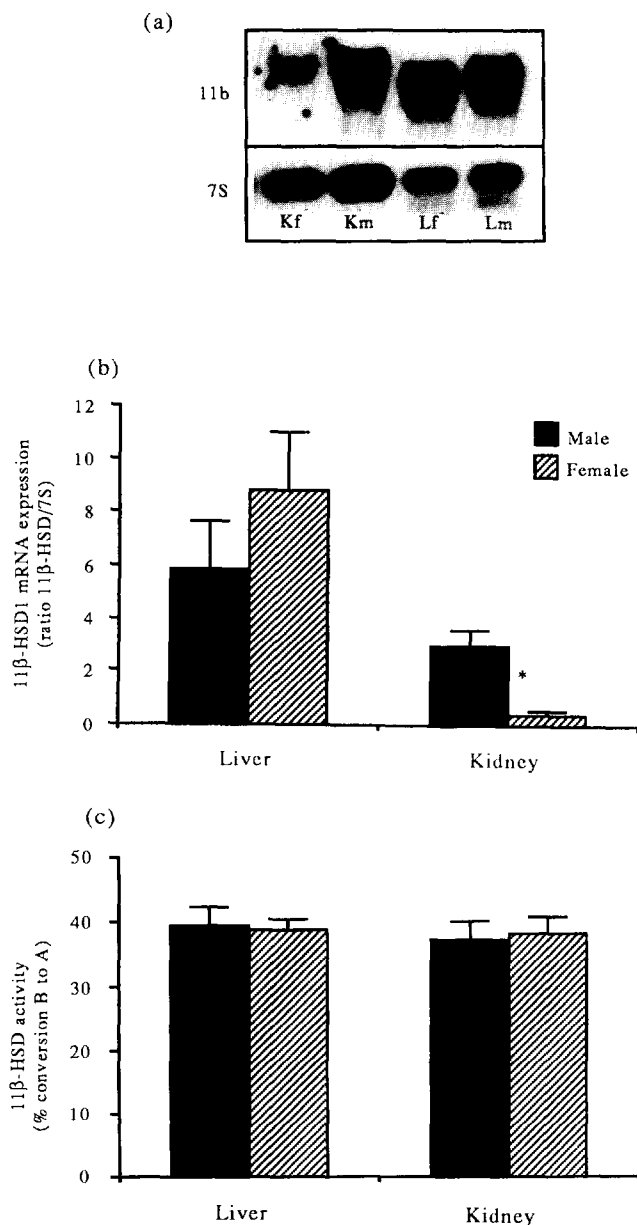 (a)
11b
7S
Kf Km Lf Lm
(b)
12
10
8
6
4
2
0
11β-HSD1 mRNA expression
(ratio 11β-HSD/7S)
Male
Female
*
Liver Kidney
(c)
50
40
30
20
10
0
11β-HSD activity
(% conversion B to A)
Liver Kidney